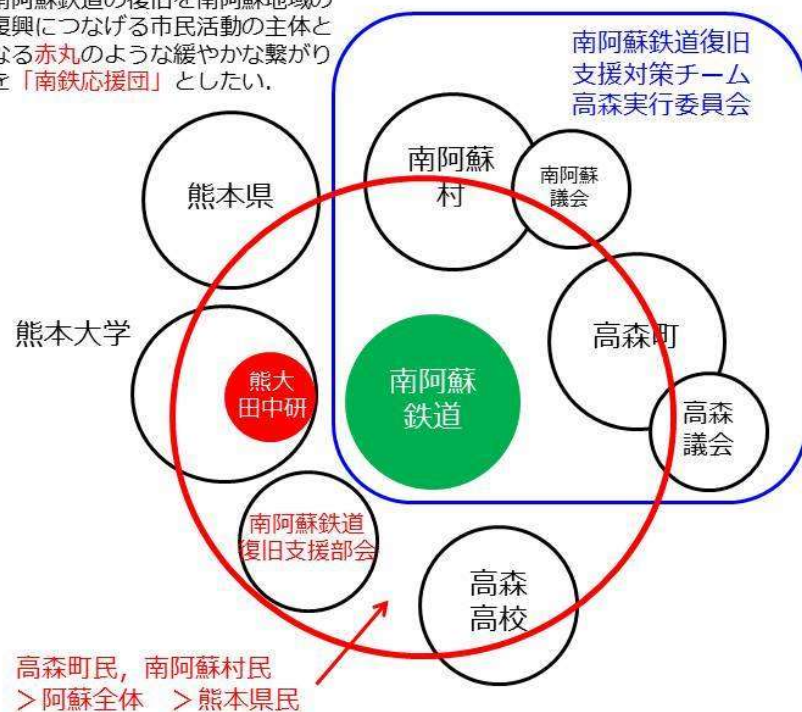 南阿蘇鉄道の復旧を南阿蘇地域の
復興につなげる市民活動の主体と
なる赤丸のような緩やかな繋がり
を「南鉄応援団」としたい.
南阿蘇鉄道復旧
支援対策チーム
高森実行委員会
熊本県
南阿蘇
村
南阿蘇
議会
熊本大学
高森町
熊大
田中研
南阿蘇
鉄道
高森
議会
南阿蘇鉄道
復旧支援部会
高森
高校
高森町民，南阿蘇村民
＞阿蘇全体　＞熊本県民